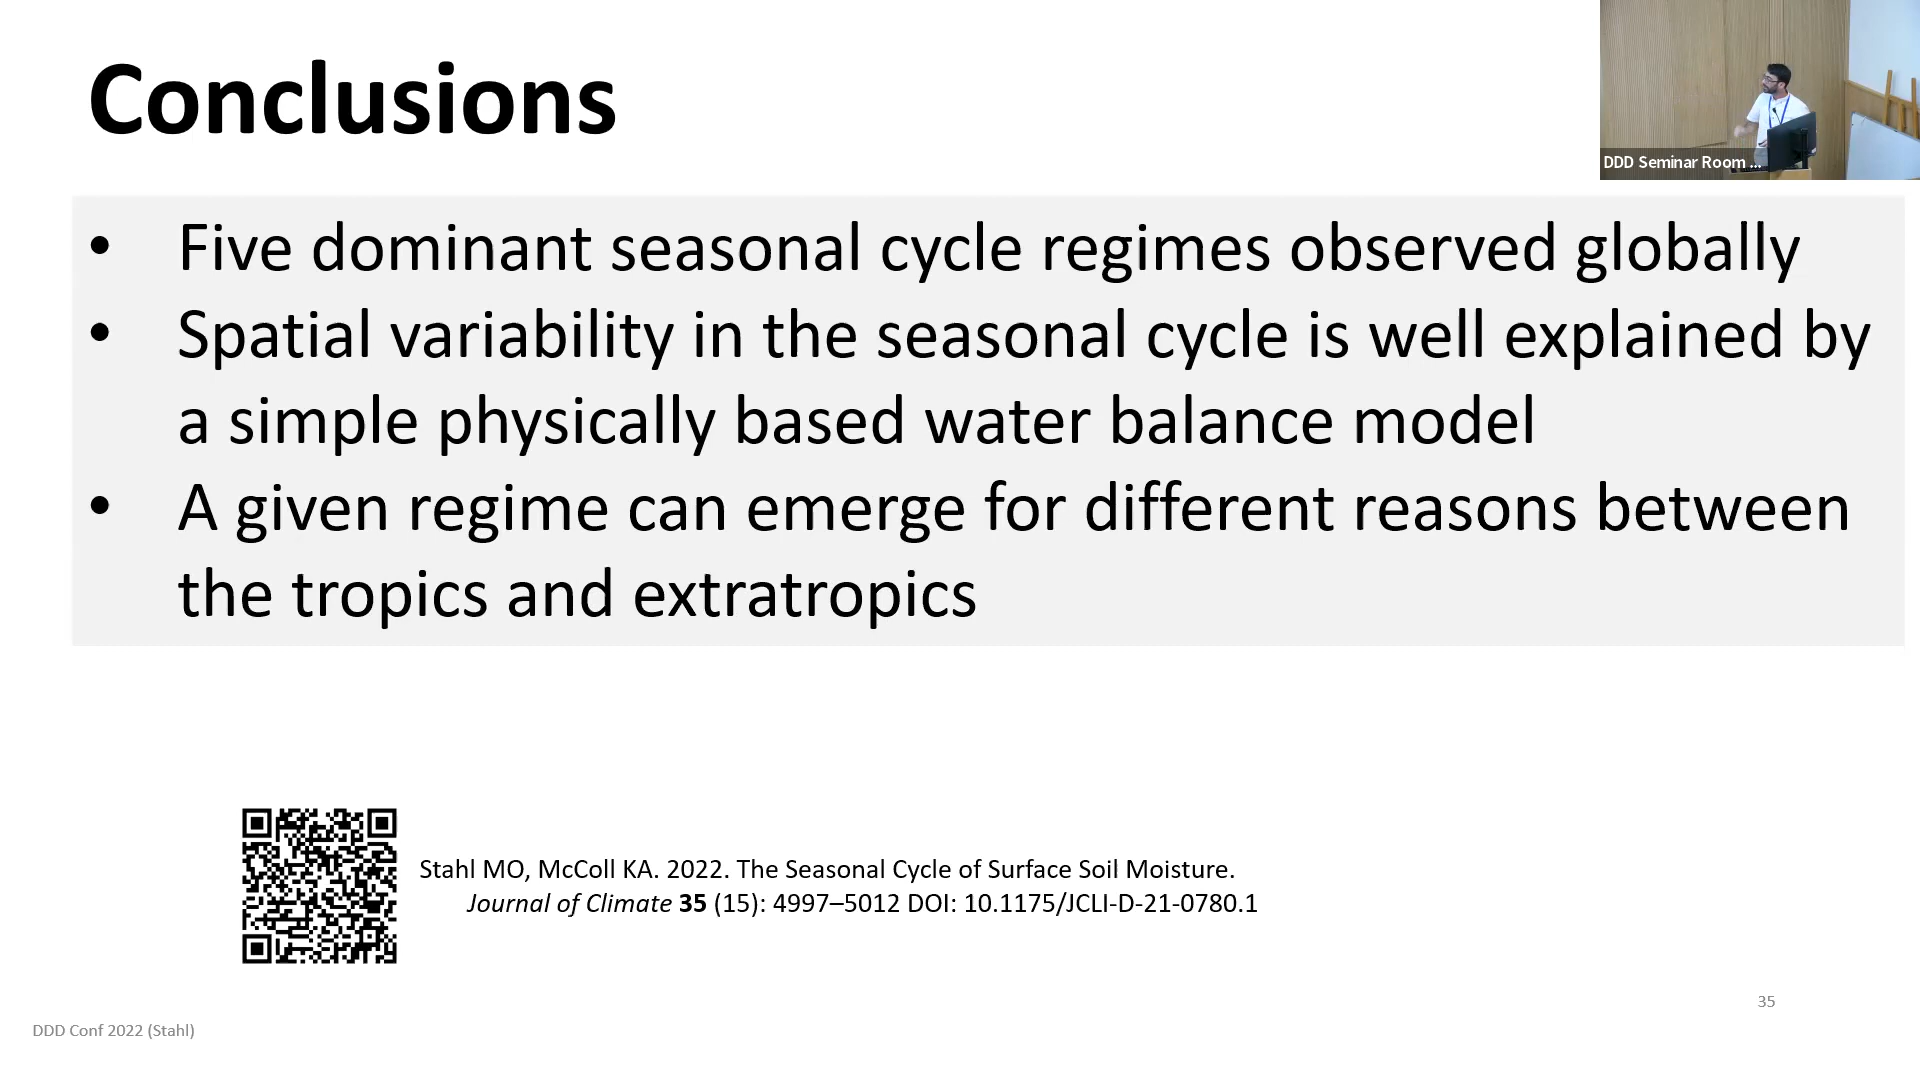 Conclusions
DDD Seminar Room ...
• Five dominant seasonal cycle regimes observed globally
• Spatial variability in the seasonal cycle is well explained by
a simple physically based water balance model
• A given regime can emerge for different reasons between
the tropics and extratropics
Stahl MO, McColl KA. 2022. The Seasonal Cycle of Surface Soil Moisture.
Journal of Climate 35 (15): 4997–5012 DOI: 10.1175/JCLI-D-21-0780.1
35
DDD Conf 2022 (Stahl)